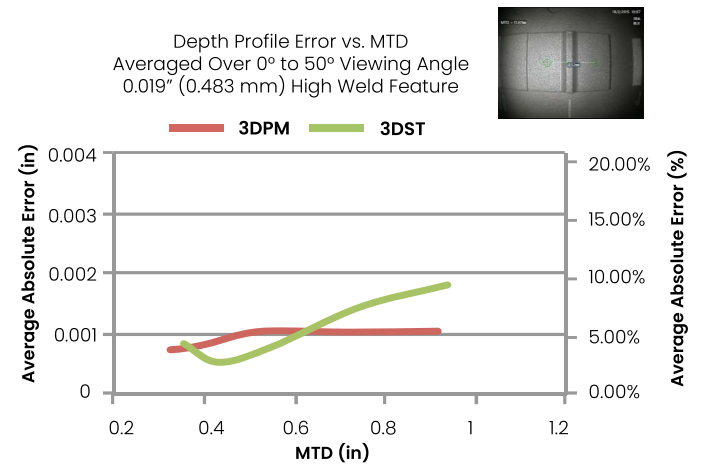 Depth Profile Error vs. MTD
Averaged Over 0° to 50° Viewing Angle
0.019” (0.483 mm) High Weld Feature
3DPM 3DST
Average Absolute Error (in)
0.004
0.003
0.002
0.001
0
20.00%
15.00%
10.00%
5.00%
0.00%
Average Absolute Error (%)
0.2 0.4 0.6 0.8 1 1.2
MTD (in)